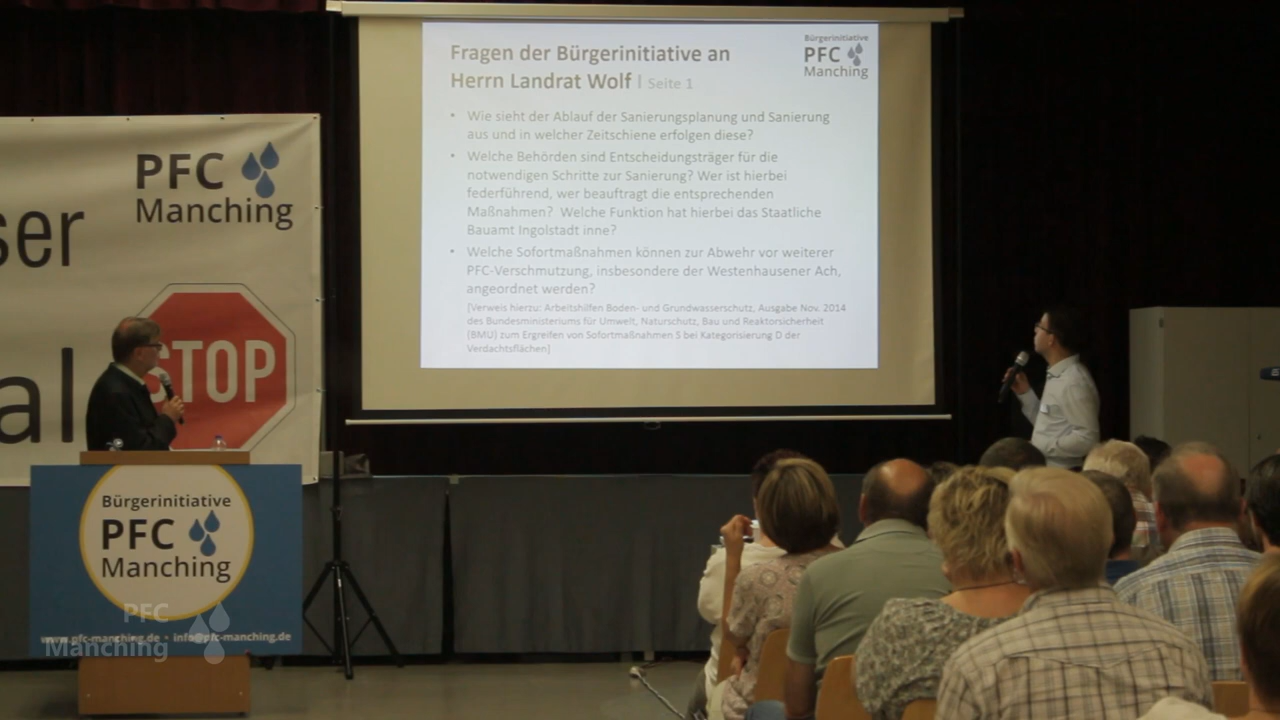 Fragen der Bürgerinitiative an
Herrn Landrat Wolf | Seite 1
Bürgerinitiative
PFC
Manching
• Wie sieht der Ablauf der Sanierungsplanung und Sanierung
aus und in welcher Zeitschiene erfolgen diese?
• Welche Behörden sind Entscheidungsträger für die
notwendigen Schritte zur Sanierung? Wer ist hierbei
federführend, wer beauftragt die entsprechenden
Maßnahmen? Welche Funktion hat hierbei das Staatliche
Bauamt Ingolstadt inne?
• Welche Sofortmaßnahmen können zur Abwehr vor weiterer
PFC-Verschmutzung, insbesondere der Westenhausener Ach,
angeordnet werden?
[Verweis hierzu: Arbeitshilfen Boden- und Grundwasserschutz, Ausgabe Nov. 2014
des Bundesministeriums für Umwelt, Naturschutz, Bau und Reaktorsicherheit
(BMU) zum Ergreifen von Sofortmaßnahmen S bei Kategorisierung D der
Verdachtsflächen]
PFC
Manching
ser
al
STOP
Bürgerinitiative
PFC
Manching
www.pfc-manching.de • info@pfc-manching.de
PFC
Manching